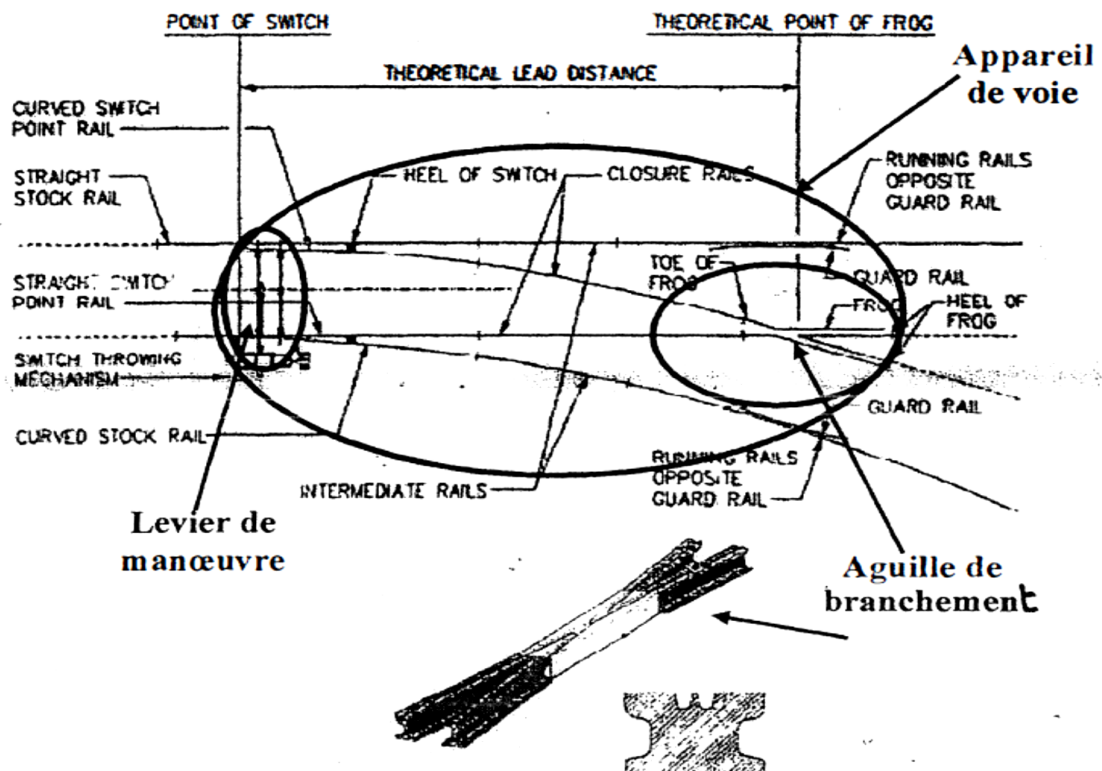 POINT OF SWITCH
THEORETICAL POINT OF FROG
THEORETICAL LEAD DISTANCE
Appareil
de voie
CURVED SWITCH
POINT RAIL
STRAIGHT
STOCK RAIL
HEEL OF SWITCH
CLOSURE RAILS
RUNNING RAILS
OPPOSITE
GUARD RAIL
STRAIGHT SWITCH
POINT RAIL
TOE OF
FROG
GUARD RAIL
FROG
HEEL OF
FROG
SWITCH THROWING
MECHANISM
GUARD RAIL
CURVED STOCK RAIL
INTERMEDIATE RAILS
RUNNING RAILS
OPPOSITE
GUARD RAIL
Levier de
manœuvre
Aguille de
branchement